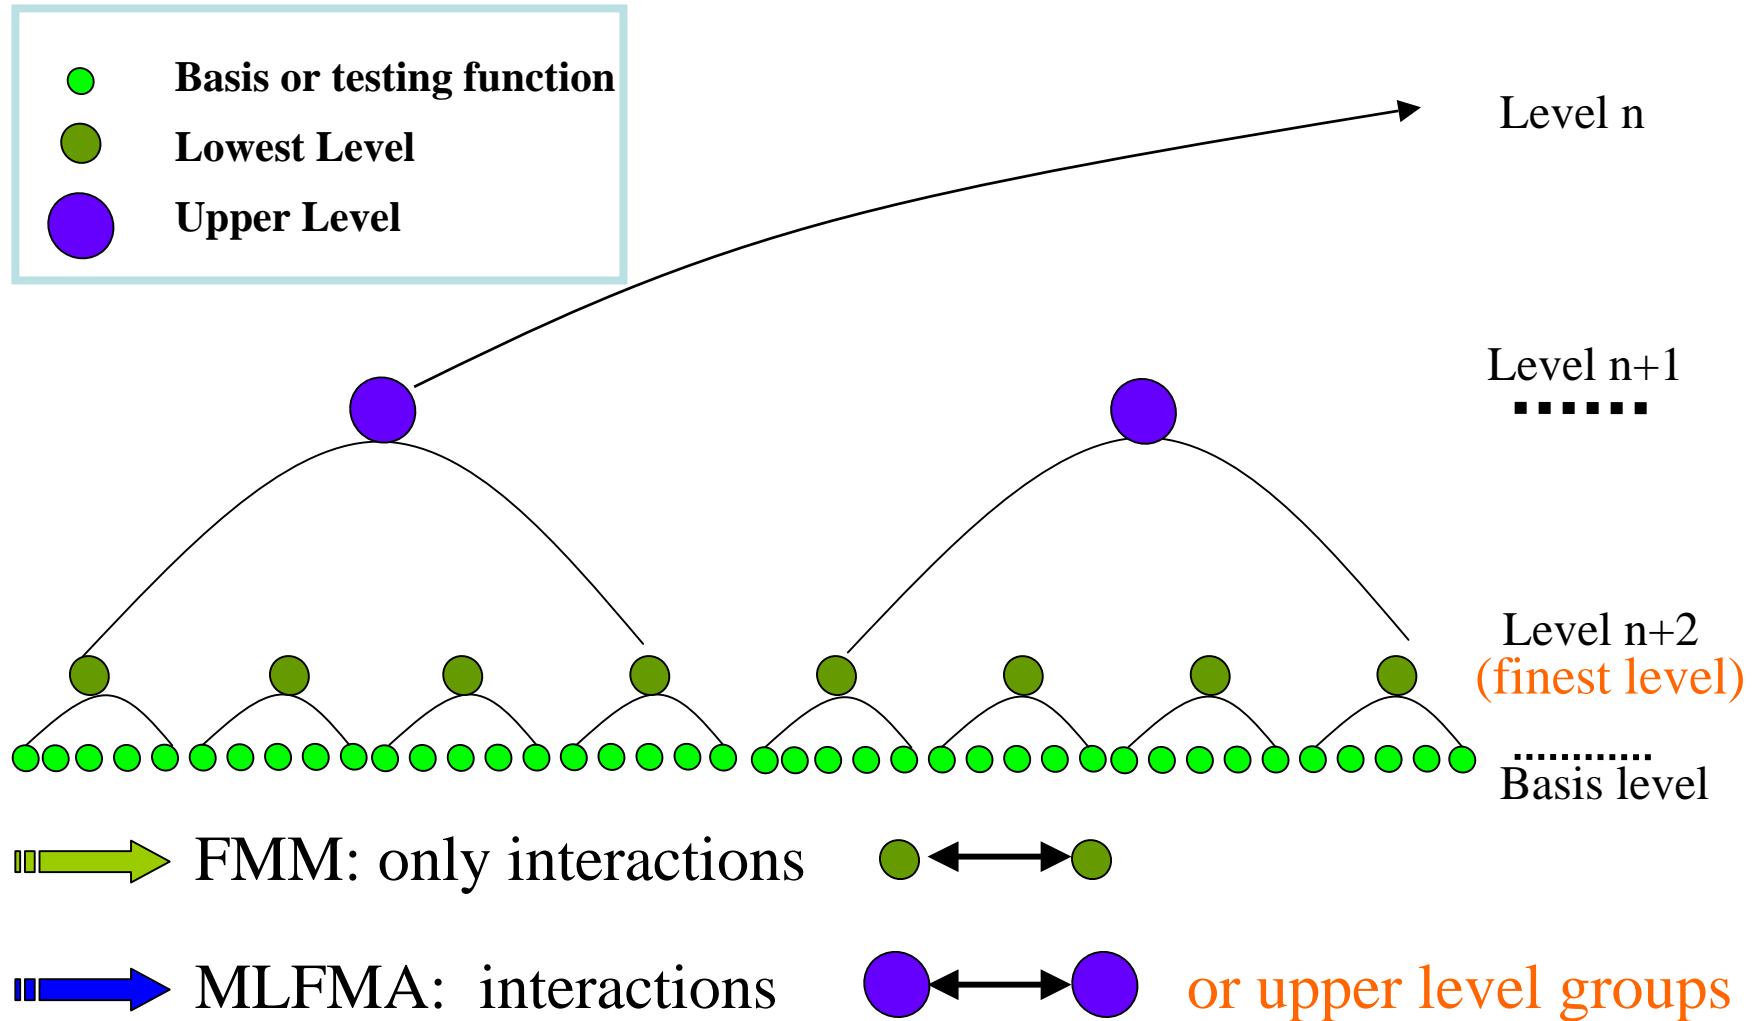 Basis or testing function
Lowest Level
Upper Level
Level n
Level n+1
Level n+2
(finest level)
Basis level
FMM: only interactions
MLFMA: interactions or upper level groups